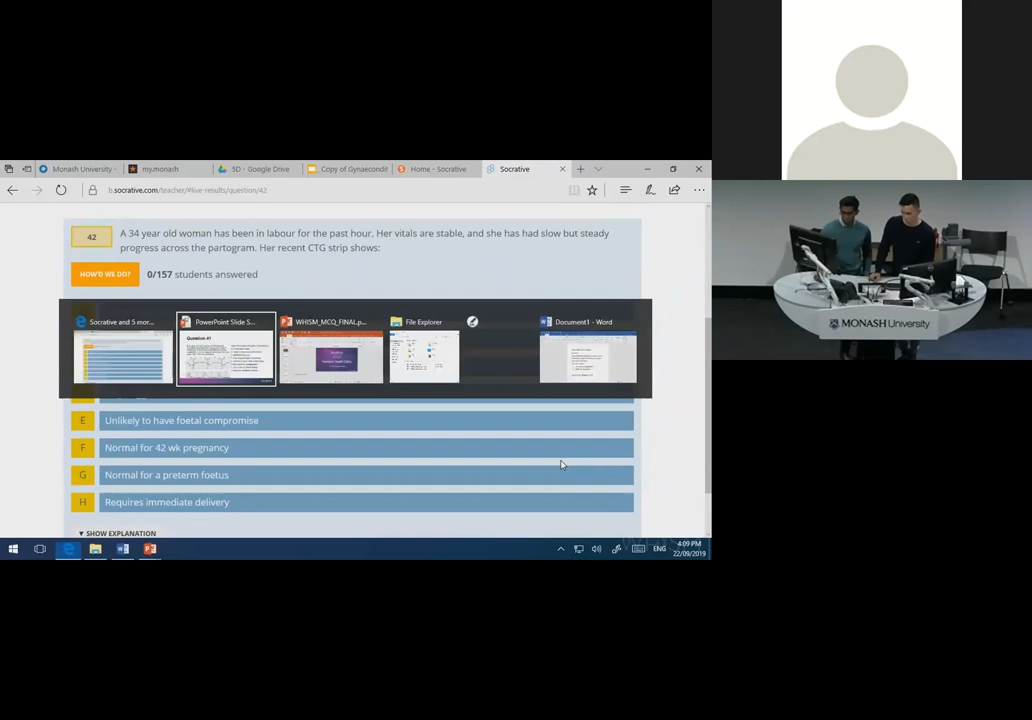 Monash University -
my.monash
5D - Google Drive
Copy of Gynaecondit
Home - Socrative
Socrative
b.socrative.com/teacher/#live-results/question/42
42
A 34 year old woman has been in labour for the past hour. Her vitals are stable, and she has had slow but steady
progress across the partogram. Her recent CTG strip shows:
HOW'D WE DO?
0/157 students answered
Socrative and 5 mor...
PowerPoint Slide S...
WHISM_MCQ_FINAL.p...
File Explorer
Document1 - Word
Question 41
E
Unlikely to have foetal compromise
F
Normal for 42 wk pregnancy
G
Normal for a preterm foetus
H
Requires immediate delivery
▼ SHOW EXPLANATION
ENG
4:09 PM
22/09/2019
MONASH University